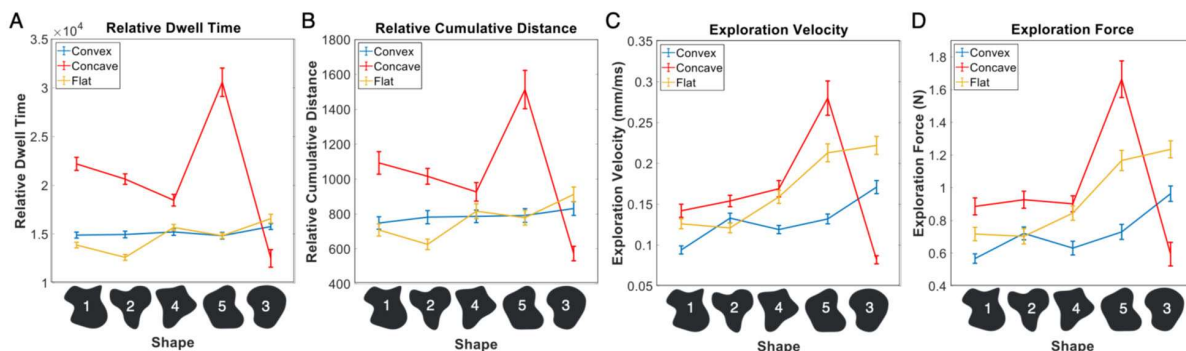 A
Relative Dwell Time
3.5 ×10⁴
3
2.5
2
1.5
1
Relative Dwell Time
Convex
Concave
Flat
1 2 4 5 3
Shape
B
Relative Cumulative Distance
1800
1600
1400
1200
1000
800
600
400
Relative Cumulative Distance
Convex
Concave
Flat
1 2 4 5 3
Shape
C
Exploration Velocity
0.35
0.3
0.25
0.2
0.15
0.1
0.05
Exploration Velocity (mm/ms)
Convex
Concave
Flat
1 2 4 5 3
Shape
D
Exploration Force
1.8
1.6
1.4
1.2
1
0.8
0.6
0.4
Exploration Force (N)
Convex
Concave
Flat
1 2 4 5 3
Shape